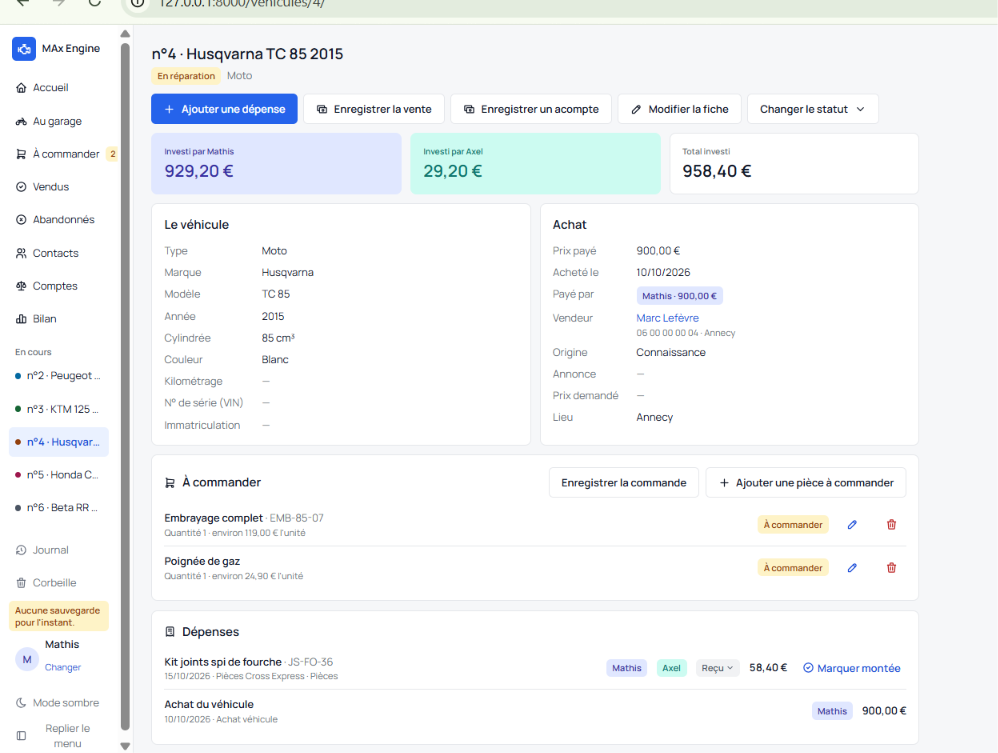 127.0.0.1:8000/vehicules/4/
MAx Engine
Accueil
Au garage
À commander 2
Vendus
Abandonnés
Contacts
Comptes
Bilan
En cours
n°2 · Peugeot ...
n°3 · KTM 125 ...
n°4 · Husqvar...
n°5 · Honda C...
n°6 · Beta RR ...
Journal
Corbeille
Aucune sauvegarde
pour l'instant.
M
Mathis
Changer
Mode sombre
Replier le
menu
n°4 · Husqvarna TC 85 2015
En réparation Moto
+ Ajouter une dépense
Enregistrer la vente
Enregistrer un acompte
Modifier la fiche
Changer le statut
Investi par Mathis
929,20 €
Investi par Axel
29,20 €
Total investi
958,40 €
Le véhicule
Type Moto
Marque Husqvarna
Modèle TC 85
Année 2015
Cylindrée 85 cm³
Couleur Blanc
Kilométrage —
N° de série (VIN) —
Immatriculation —
Achat
Prix payé 900,00 €
Acheté le 10/10/2026
Payé par Mathis · 900,00 €
Vendeur Marc Lefèvre
06 00 00 00 04 · Annecy
Origine Connaissance
Annonce —
Prix demandé —
Lieu Annecy
À commander
Enregistrer la commande
+ Ajouter une pièce à commander
Embrayage complet · EMB-85-07
Quantité 1 · environ 119,00 € l'unité
À commander
Poignée de gaz
Quantité 1 · environ 24,90 € l'unité
À commander
Dépenses
Kit joints spi de fourche · JS-FO-36
15/10/2026 · Pièces Cross Express · Pièces
Mathis Axel Reçu 58,40 € Marquer montée
Achat du véhicule
10/10/2026 · Achat véhicule
Mathis 900,00 €